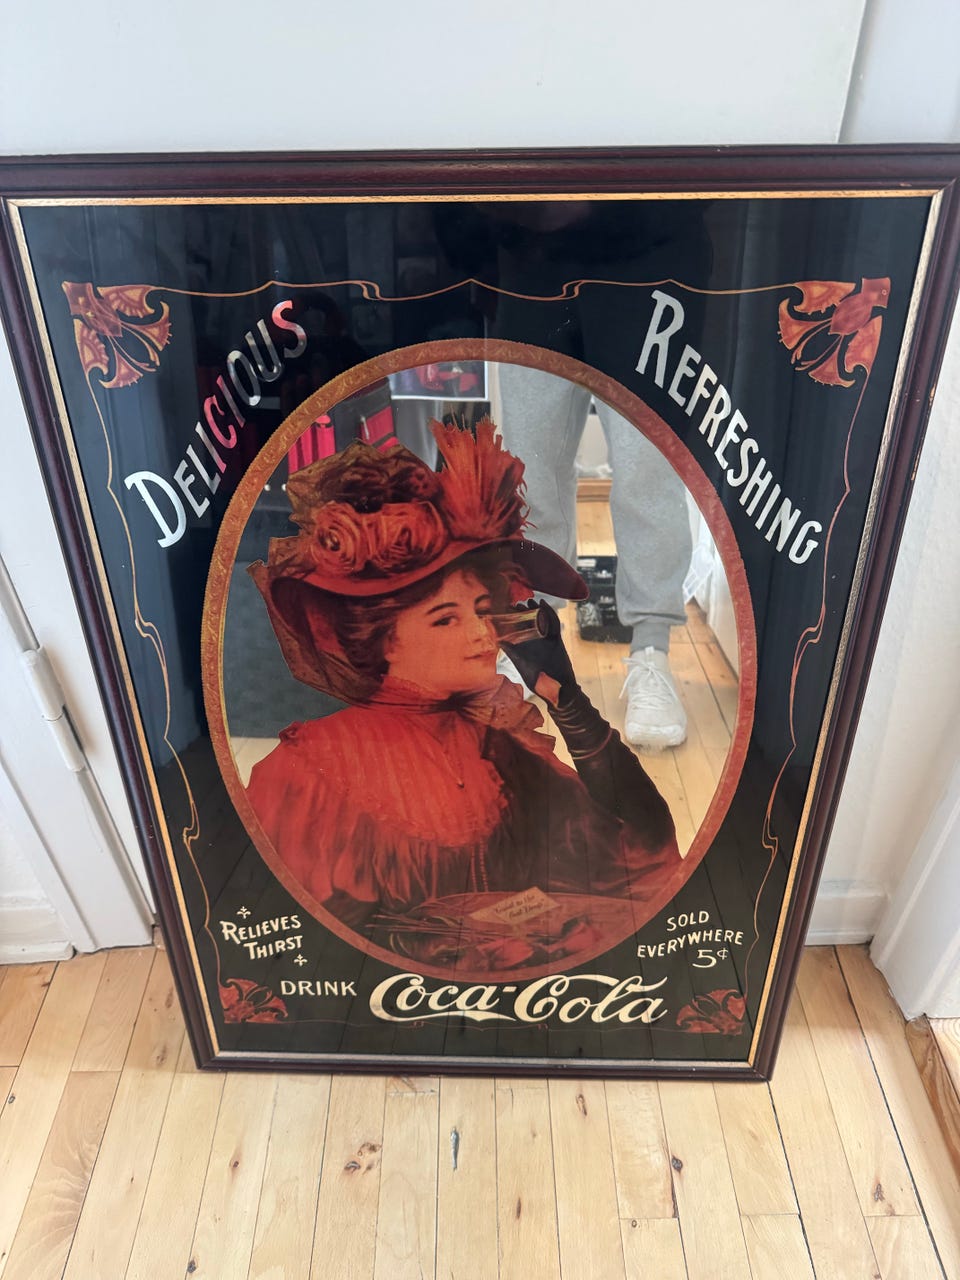 DELICIOUS
REFRESHING
RELIEVES
THIRST
SOLD
EVERYWHERE
5¢
DRINK Coca-Cola